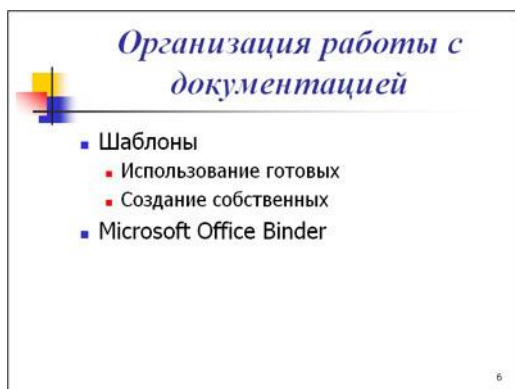 Организация работы с
документацией
Шаблоны
Использование готовых
Создание собственных
Microsoft Office Binder
6